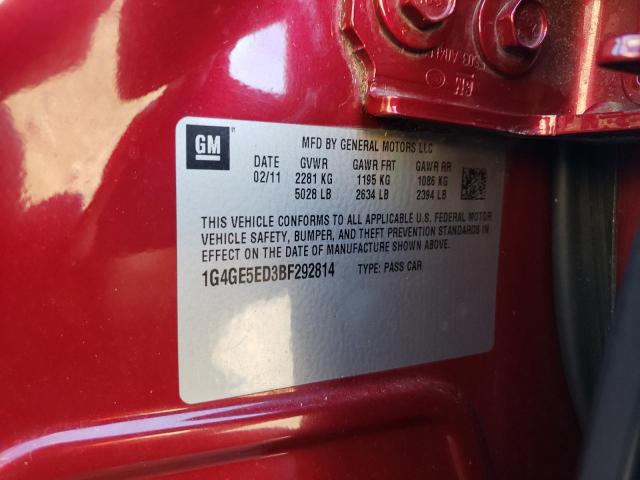 GM
MFD BY GENERAL MOTORS LLC
DATE GVWR GAWR FRT GAWR RR
02/11 2281 KG 1195 KG 1086 KG
5028 LB 2634 LB 2394 LB
THIS VEHICLE CONFORMS TO ALL APPLICABLE U.S. FEDERAL MOTOR
VEHICLE SAFETY, BUMPER, AND THEFT PREVENTION STANDARDS IN
EFFECT ON THE DATE OF MANUFACTURE SHOWN ABOVE.
1G4GE5ED3BF292814 TYPE: PASS CAR